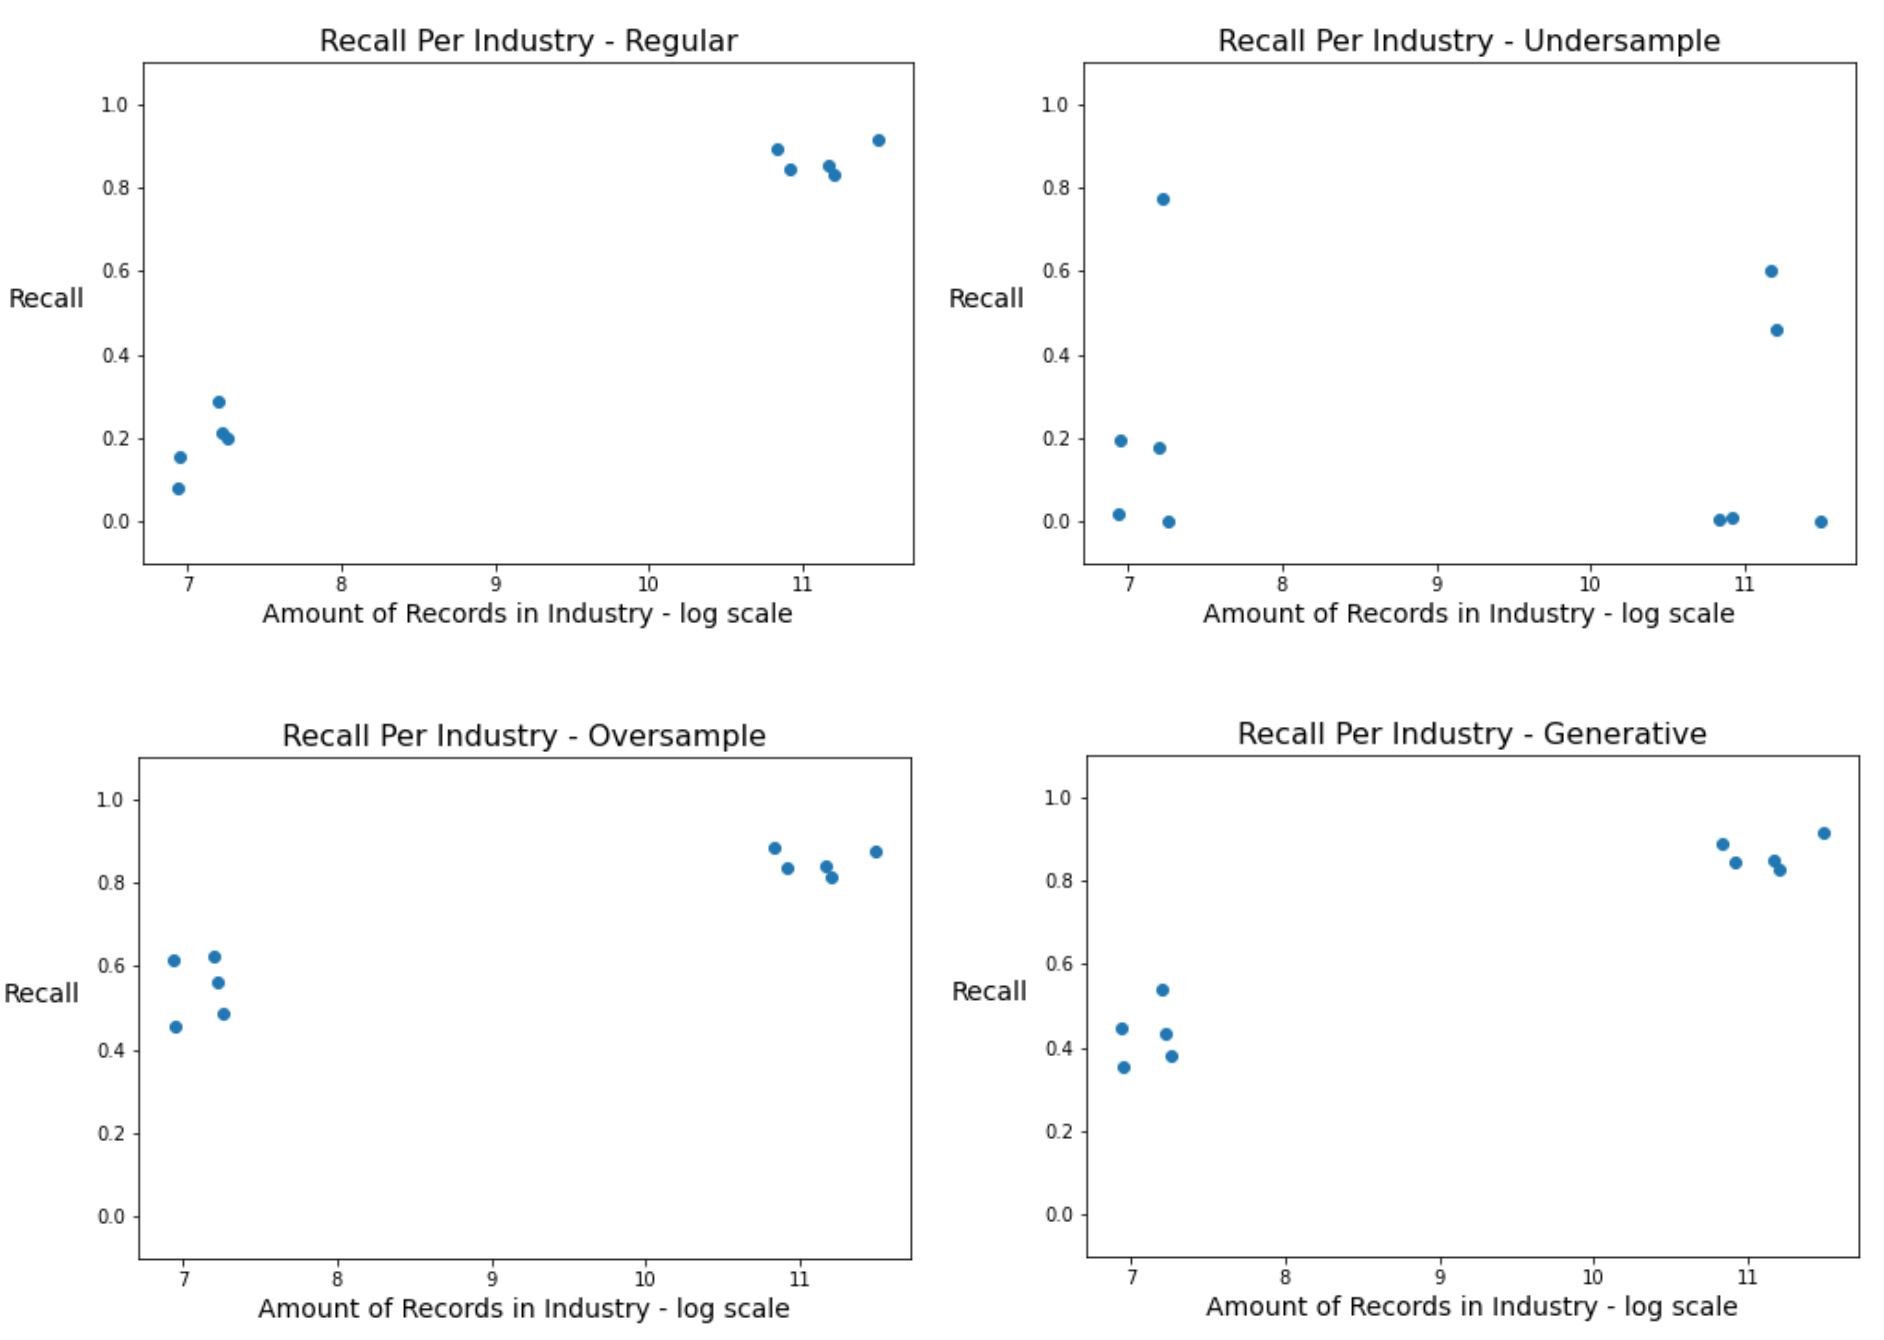 Recall Per Industry - Regular
1.0
0.8
0.6
Recall
0.4
0.2
0.0
7 8 9 10 11
Amount of Records in Industry - log scale
Recall Per Industry - Undersample
1.0
0.8
0.6
Recall
0.4
0.2
0.0
7 8 9 10 11
Amount of Records in Industry - log scale
Recall Per Industry - Oversample
1.0
0.8
0.6
Recall
0.4
0.2
0.0
7 8 9 10 11
Amount of Records in Industry - log scale
Recall Per Industry - Generative
1.0
0.8
0.6
Recall
0.4
0.2
0.0
7 8 9 10 11
Amount of Records in Industry - log scale